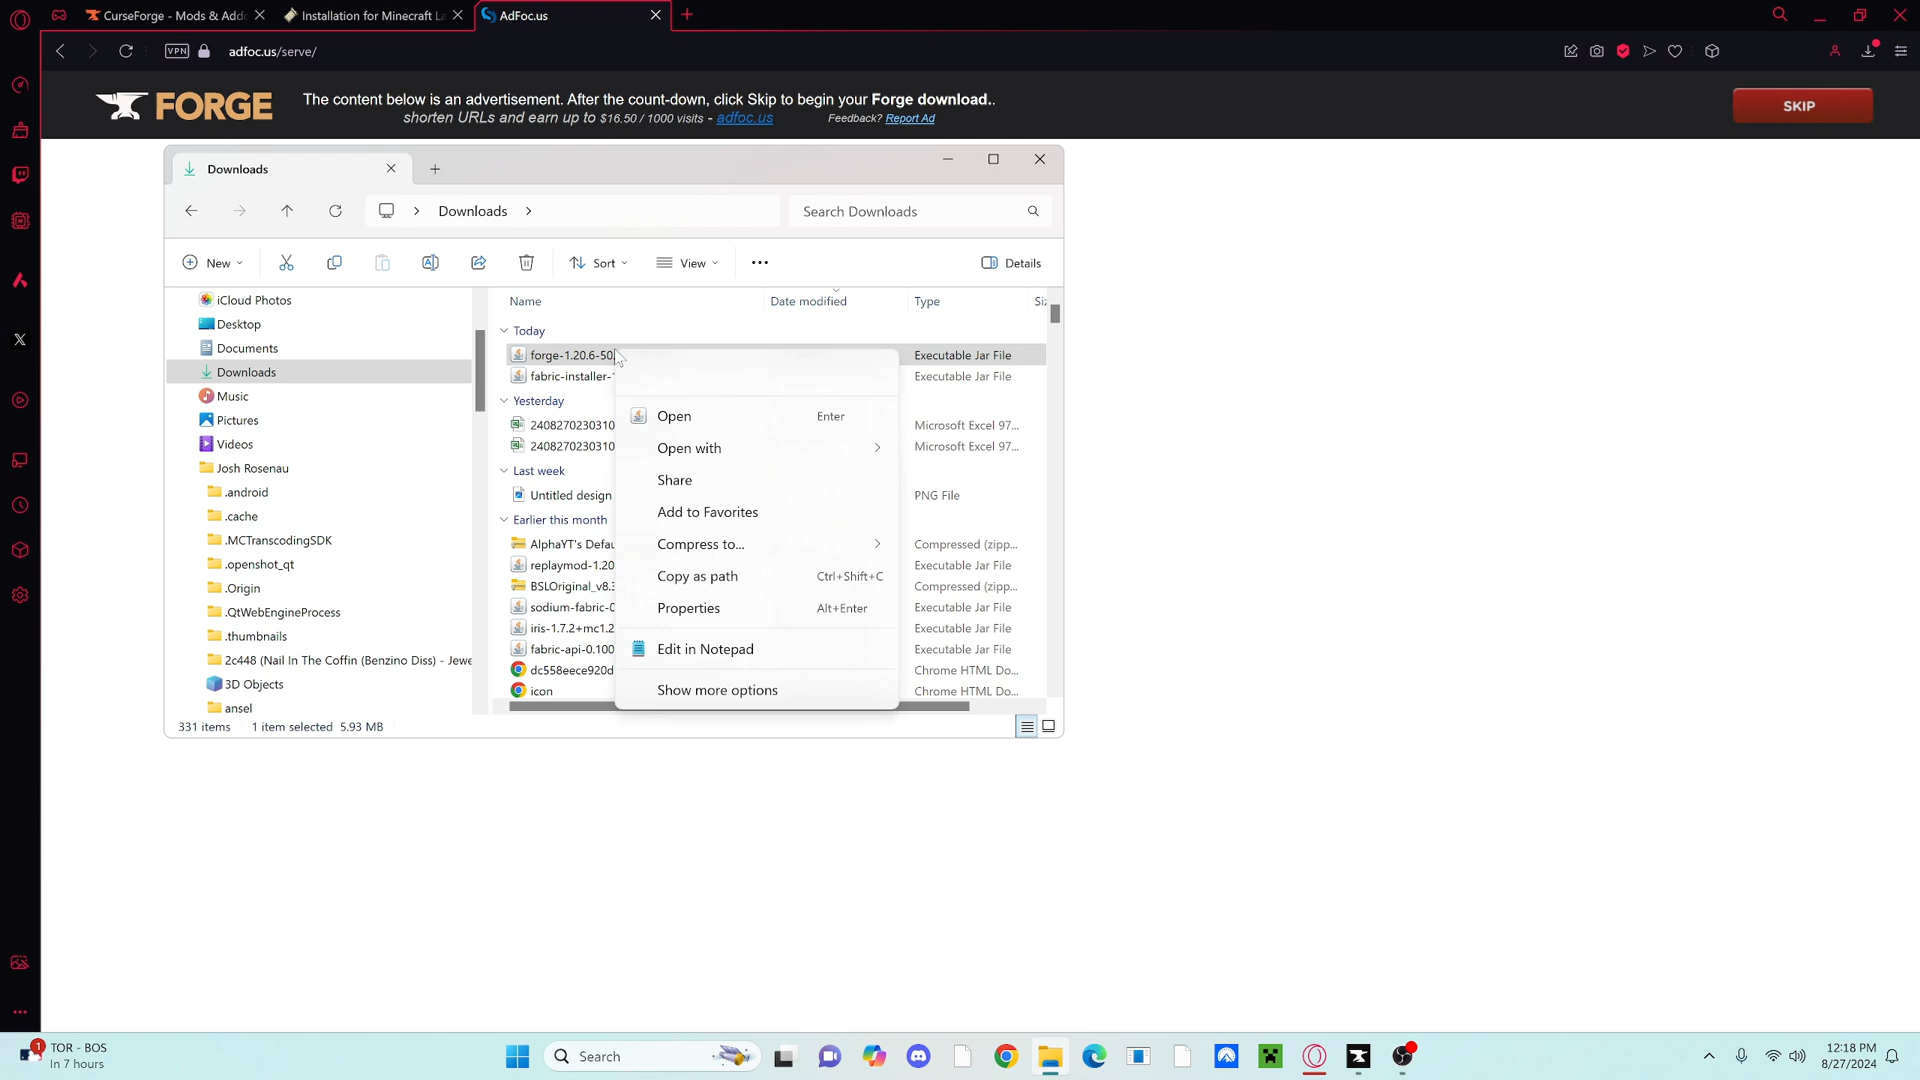 CurseForge - Mods & Add
Installation for Minecraft La
AdFoc.us
VPN
adfoc.us/serve/
FORGE
The content below is an advertisement. After the count-down, click Skip to begin your Forge download..
shorten URLs and earn up to $16.50 / 1000 visits - adfoc.us
Feedback? Report Ad
SKIP
Downloads
Downloads
Search Downloads
New
Sort
View
Details
iCloud Photos
Desktop
Documents
Downloads
Music
Pictures
Videos
Josh Rosenau
.android
.cache
.MCTranscodingSDK
.openshot_qt
.Origin
.QtWebEngineProcess
.thumbnails
2c448 (Nail In The Coffin (Benzino Diss) - Jewe
3D Objects
ansel
Name
Date modified
Type
Siz
Today
forge-1.20.6-50.
Executable Jar File
fabric-installer-1
Executable Jar File
Yesterday
2408270230310
Microsoft Excel 97...
2408270230310
Microsoft Excel 97...
Last week
Untitled design
PNG File
Earlier this month
AlphaYT's Defau
Compressed (zipp...
replaymod-1.20
Executable Jar File
BSLOriginal_v8.3
Compressed (zipp...
sodium-fabric-0
Executable Jar File
iris-1.7.2+mc1.2
Executable Jar File
fabric-api-0.100
Executable Jar File
dc558eece920d
Chrome HTML Do...
icon
Chrome HTML Do...
Open
Enter
Open with
Share
Add to Favorites
Compress to...
Copy as path
Ctrl+Shift+C
Properties
Alt+Enter
Edit in Notepad
Show more options
331 items
1 item selected 5.93 MB
1
TOR - BOS
In 7 hours
Search
12:18 PM
8/27/2024